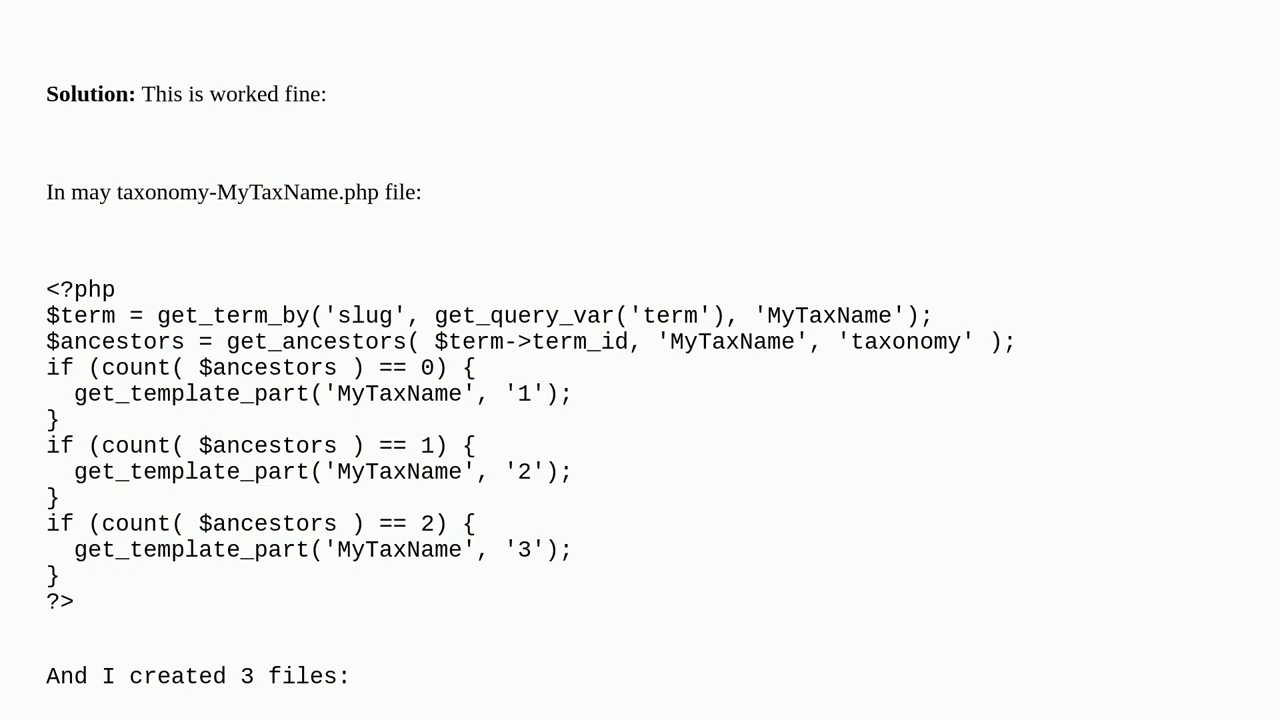 Solution: This is worked fine:
In may taxonomy-MyTaxName.php file:
<?php
$term = get_term_by('slug', get_query_var('term'), 'MyTaxName');
$ancestors = get_ancestors( $term->term_id, 'MyTaxName', 'taxonomy' );
if (count( $ancestors ) == 0) {
  get_template_part('MyTaxName', '1');
}
if (count( $ancestors ) == 1) {
  get_template_part('MyTaxName', '2');
}
if (count( $ancestors ) == 2) {
  get_template_part('MyTaxName', '3');
}
?>
And I created 3 files: